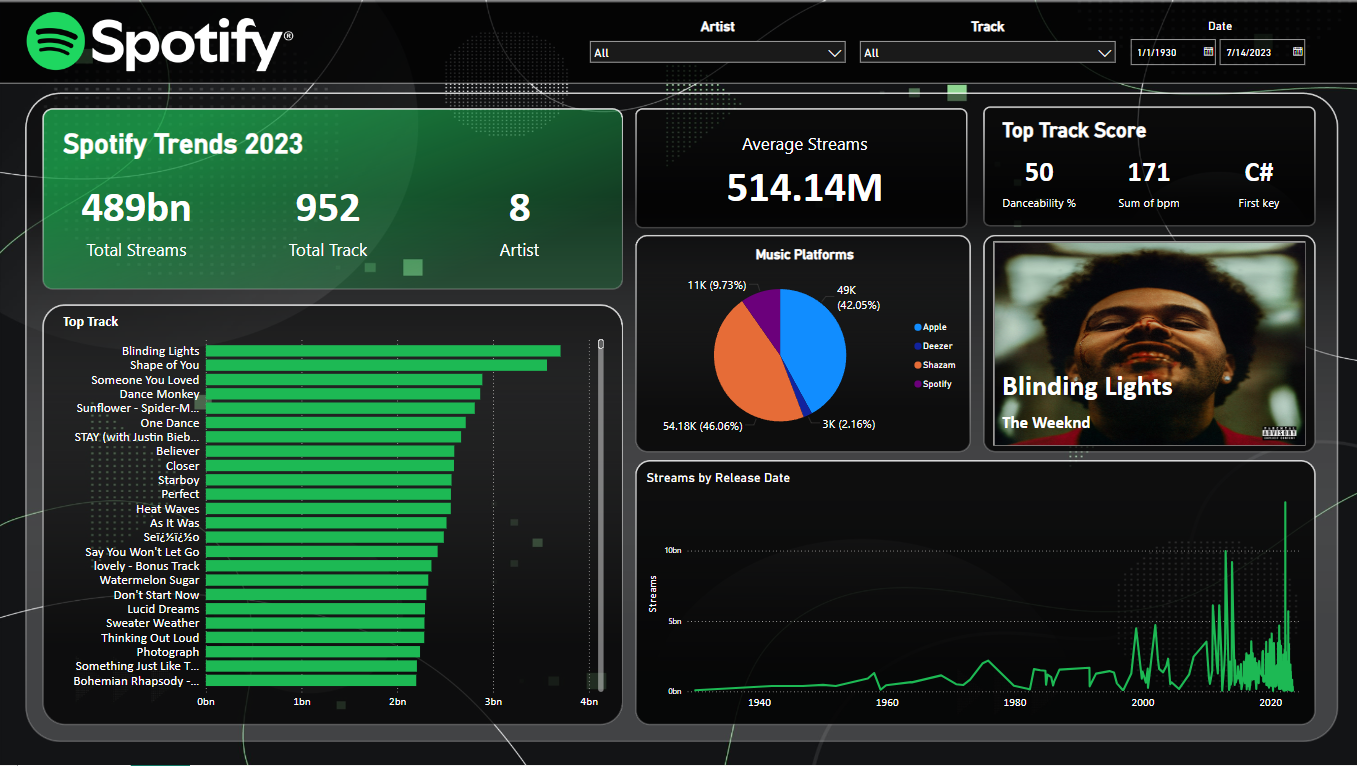 Spotify®
Artist
Track
Date
All
All
1/1/1930
7/14/2023
Spotify Trends 2023
489bn
952
8
Total Streams
Total Track
Artist
Average Streams
514.14M
Top Track Score
50
171
C#
Danceability %
Sum of bpm
First key
Top Track
Blinding Lights
Shape of You
Someone You Loved
Dance Monkey
Sunflower - Spider-M...
One Dance
STAY (with Justin Bieb...
Believer
Closer
Starboy
Perfect
Heat Waves
As It Was
Seï¿½ï¿½o
Say You Won't Let Go
lovely - Bonus Track
Watermelon Sugar
Don't Start Now
Lucid Dreams
Sweater Weather
Thinking Out Loud
Photograph
Something Just Like T...
Bohemian Rhapsody -...
0bn
1bn
2bn
3bn
4bn
Music Platforms
11K (9.73%)
49K
(42.05%)
54.18K (46.06%)
3K (2.16%)
Apple
Deezer
Shazam
Spotify
Blinding Lights
The Weeknd
PARENTAL
ADVISORY
EXPLICIT CONTENT
Streams by Release Date
Streams
10bn
5bn
0bn
1940
1960
1980
2000
2020